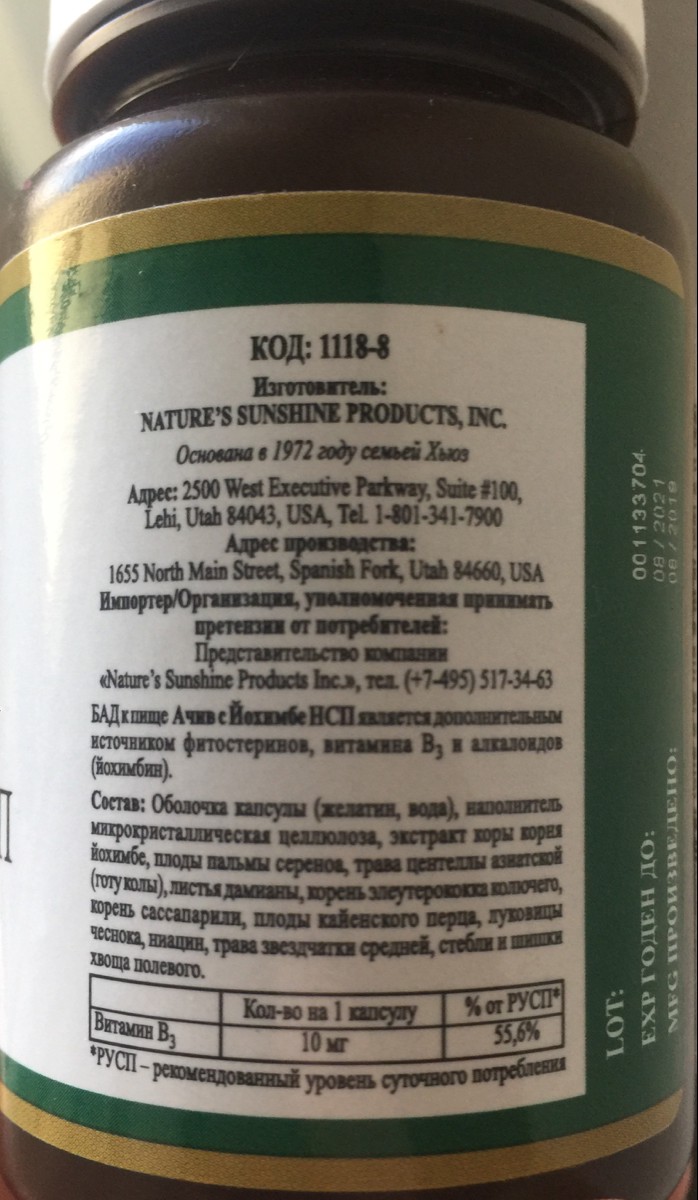 КОД: 1118-8
Изготовитель:
NATURE'S SUNSHINE PRODUCTS, INC.
Основана в 1972 году семьей Хьюз
Адрес: 2500 West Executive Parkway, Suite #100,
Lehi, Utah 84043, USA, Tel. 1-801-341-7900
Адрес производства:
1655 North Main Street, Spanish Fork, Utah 84660, USA
Импортер/Организация, уполномоченная принимать
претензии от потребителей:
Представительство компании
«Nature's Sunshine Products Inc.», тел. (+7-495) 517-34-63
БАД к пище Ачив с Йохимбе НСП является дополнительным
источником фитостеринов, витамина B₃ и алкалоидов
(йохимбин).
Состав: Оболочка капсулы (желатин, вода), наполнитель
микрокристаллическая целлюлоза, экстракт коры корня
йохимбе, плоды пальмы сереноа, трава центеллы азиатской
(готу колы), листья дамианы, корень элеутерококка колючего,
корень сассапарили, плоды кайенского перца, луковицы
чеснока, ниацин, трава звездчатки средней, стебли и шишки
хвоща полевого.
Кол-во на 1 капсулу % от РУСП*
Витамин B₃ 10 мг 55,6%
*РУСП – рекомендованный уровень суточного потребления
П
LOT: 001133704
EXP ГОДЕН ДО: 08/2021
MFG ПРОИЗВЕДЕНО: 08/2019